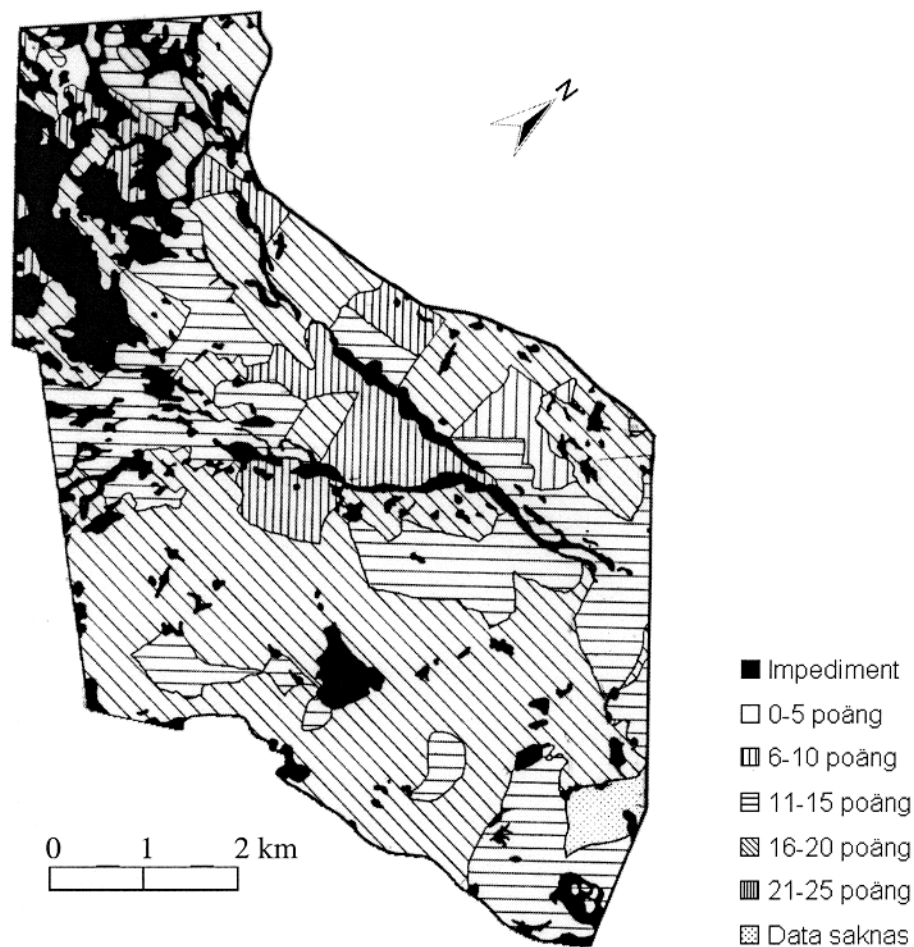 N
0 1 2 km
Impediment
0-5 poäng
6-10 poäng
11-15 poäng
16-20 poäng
21-25 poäng
Data saknas